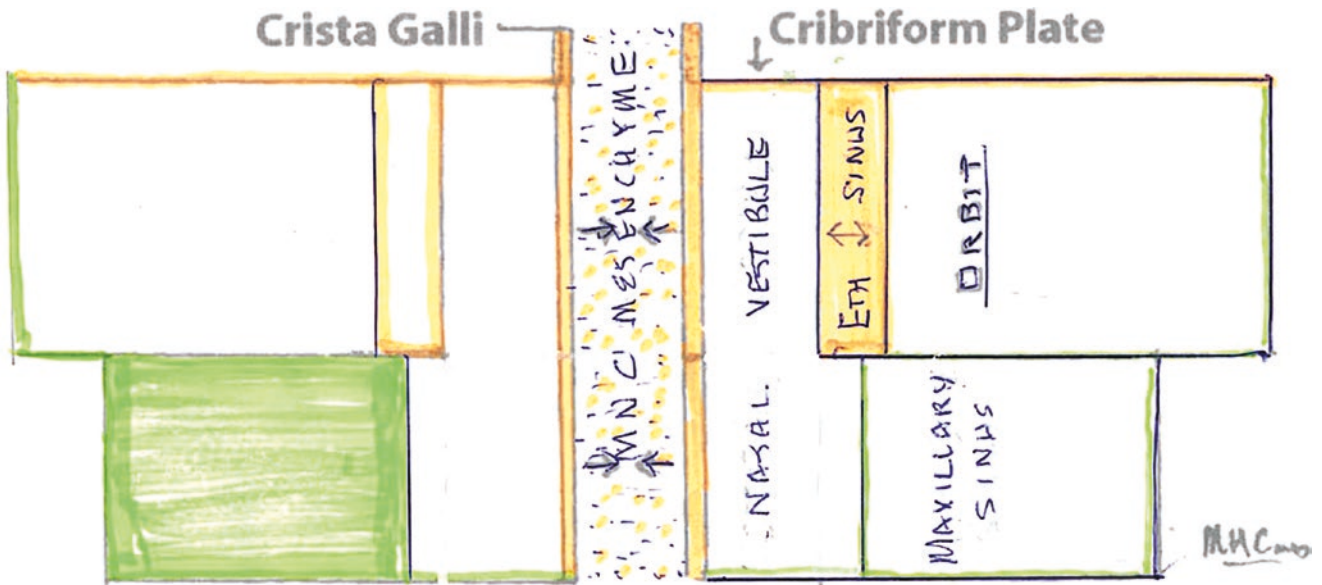 Crista Galli
Cribriform Plate
MNC MESENCHYME
NASAL VESTIBULE
ETH SINUS
ORBIT
MAXILLARY
SINUS